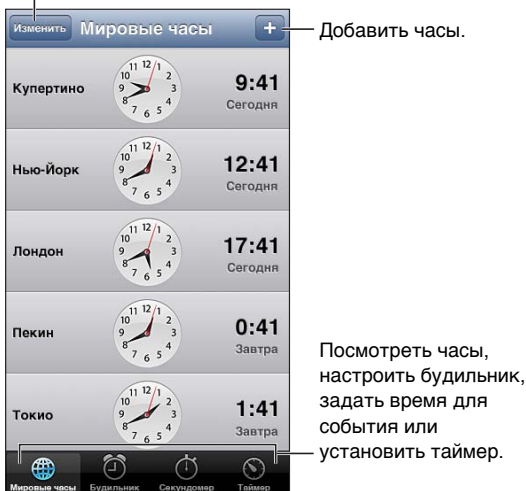 Изменить Мировые часы +
Добавить часы.
Купертино 9:41
Сегодня
Нью-Йорк 12:41
Сегодня
Лондон 17:41
Сегодня
Пекин 0:41
Завтра
Токио 1:41
Завтра
Посмотреть часы,
настроить будильник,
задать время для
события или
установить таймер.
Мировые часы Будильник Секундомер Таймер